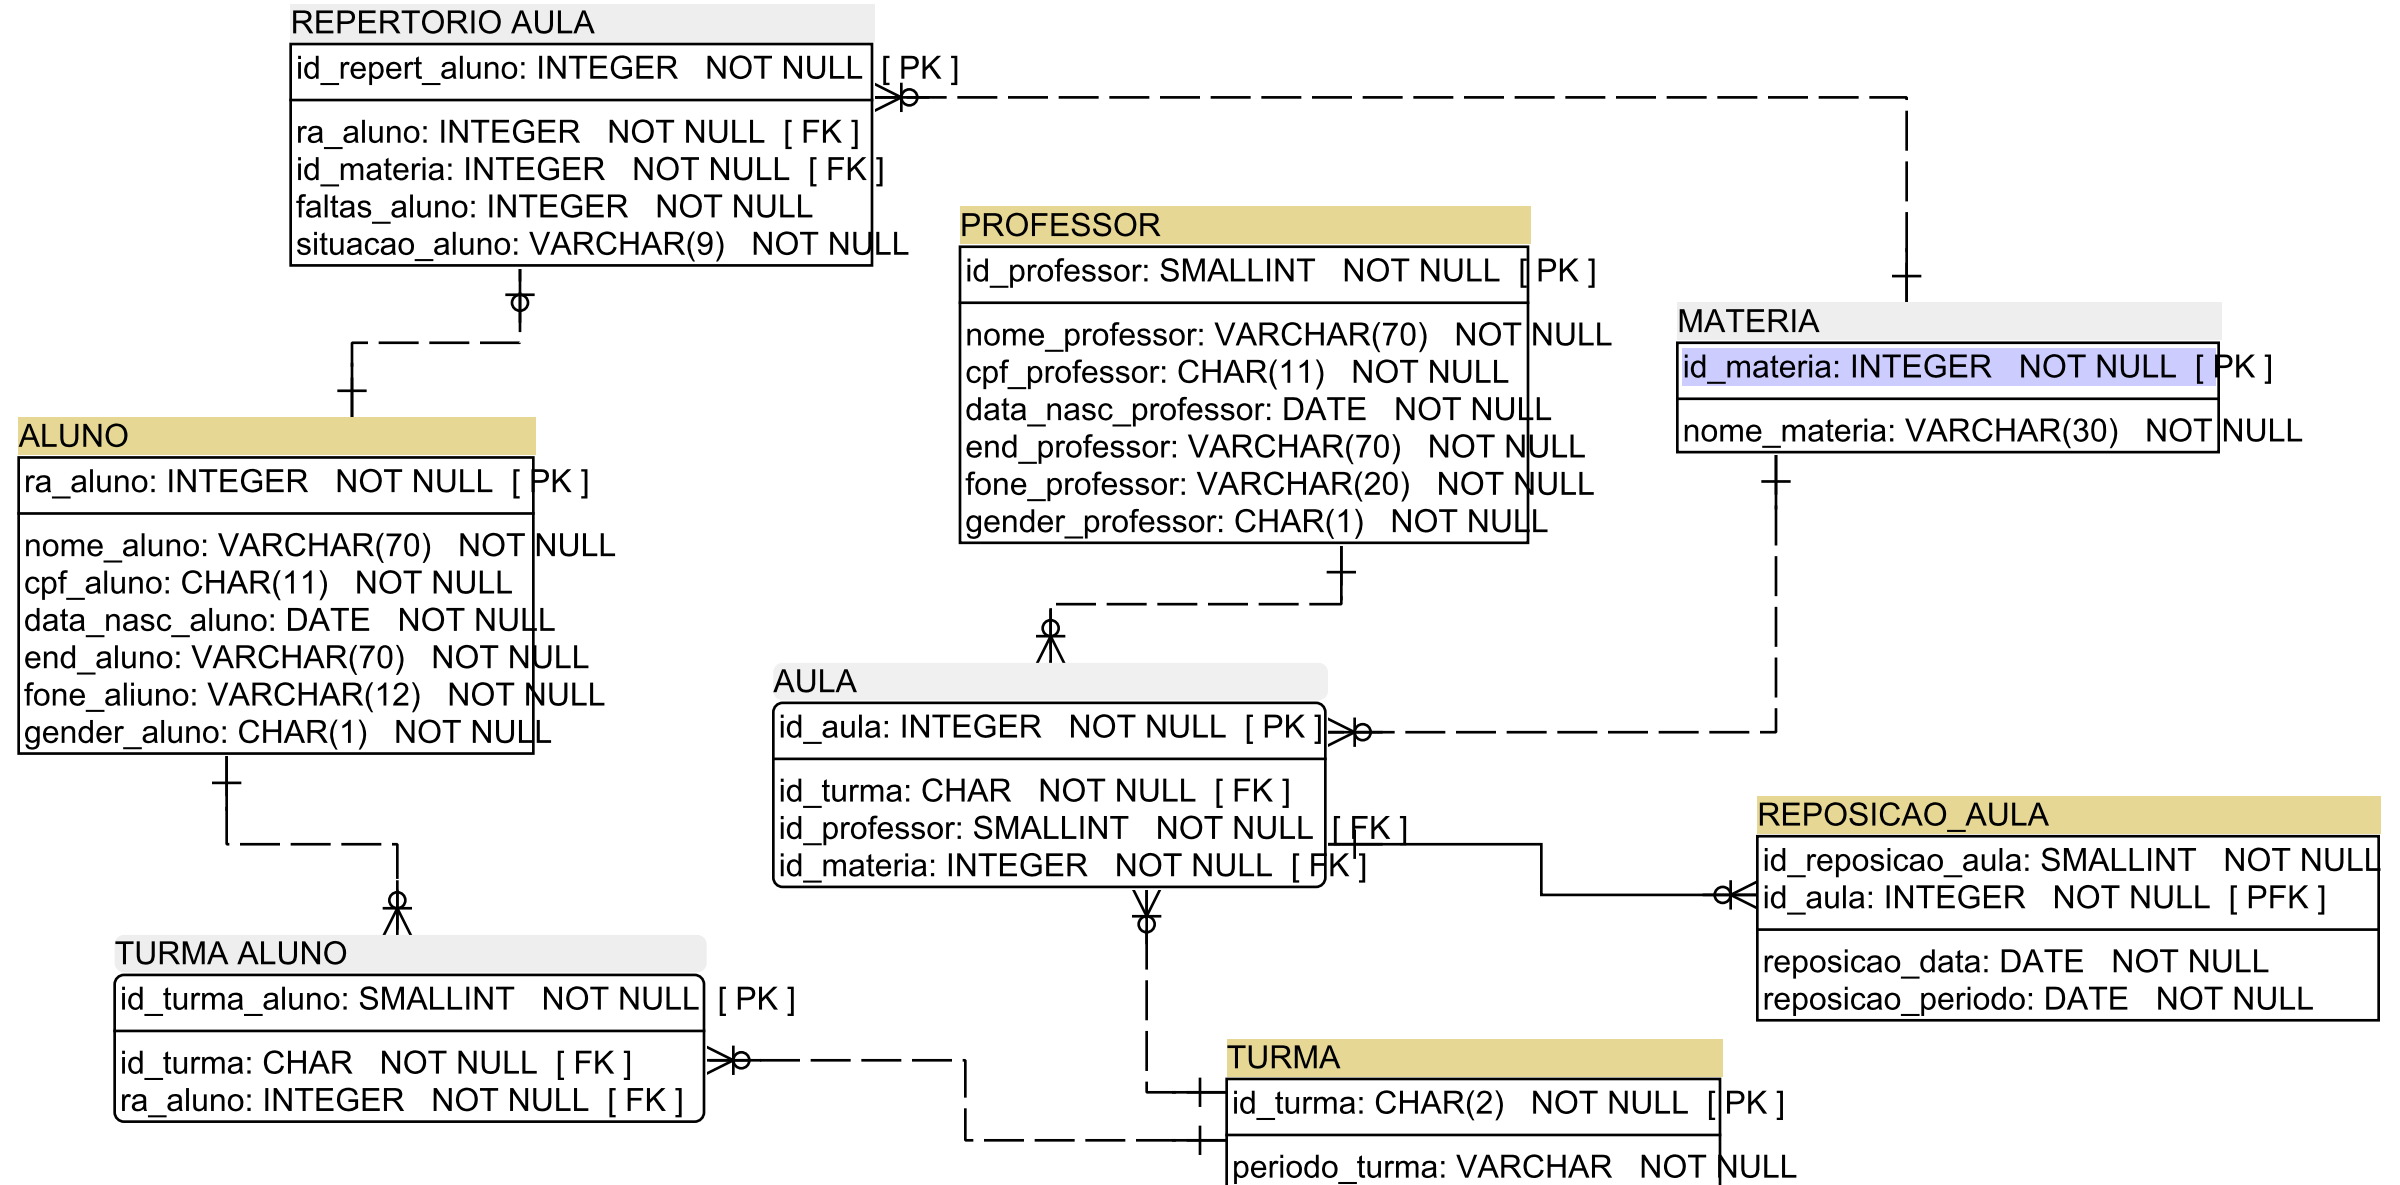 REPERTORIO AULA
id_repert_aluno: INTEGER NOT NULL [ PK ]
ra_aluno: INTEGER NOT NULL [ FK ]
id_materia: INTEGER NOT NULL [ FK ]
faltas_aluno: INTEGER NOT NULL
situacao_aluno: VARCHAR(9) NOT NULL
PROFESSOR
id_professor: SMALLINT NOT NULL [ PK ]
nome_professor: VARCHAR(70) NOT NULL
cpf_professor: CHAR(11) NOT NULL
data_nasc_professor: DATE NOT NULL
end_professor: VARCHAR(70) NOT NULL
fone_professor: VARCHAR(20) NOT NULL
gender_professor: CHAR(1) NOT NULL
MATERIA
id_materia: INTEGER NOT NULL [ PK ]
nome_materia: VARCHAR(30) NOT NULL
ALUNO
ra_aluno: INTEGER NOT NULL [ PK ]
nome_aluno: VARCHAR(70) NOT NULL
cpf_aluno: CHAR(11) NOT NULL
data_nasc_aluno: DATE NOT NULL
end_aluno: VARCHAR(70) NOT NULL
fone_aliuno: VARCHAR(12) NOT NULL
gender_aluno: CHAR(1) NOT NULL
AULA
id_aula: INTEGER NOT NULL [ PK ]
id_turma: CHAR NOT NULL [ FK ]
id_professor: SMALLINT NOT NULL [ FK ]
id_materia: INTEGER NOT NULL [ FK ]
REPOSICAO_AULA
id_reposicao_aula: SMALLINT NOT NULL
id_aula: INTEGER NOT NULL [ PFK ]
reposicao_data: DATE NOT NULL
reposicao_periodo: DATE NOT NULL
TURMA ALUNO
id_turma_aluno: SMALLINT NOT NULL [ PK ]
id_turma: CHAR NOT NULL [ FK ]
ra_aluno: INTEGER NOT NULL [ FK ]
TURMA
id_turma: CHAR(2) NOT NULL [ PK ]
periodo_turma: VARCHAR NOT NULL